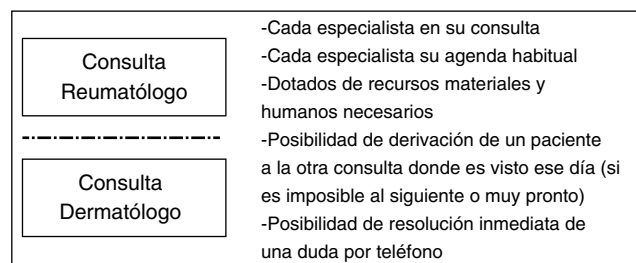 Consulta
Reumatólogo
Consulta
Dermatólogo
-Cada especialista en su consulta
-Cada especialista su agenda habitual
-Dotados de recursos materiales y
humanos necesarios
-Posibilidad de derivación de un paciente
a la otra consulta donde es visto ese día (si
es imposible al siguiente o muy pronto)
-Posibilidad de resolución inmediata de
una duda por teléfono